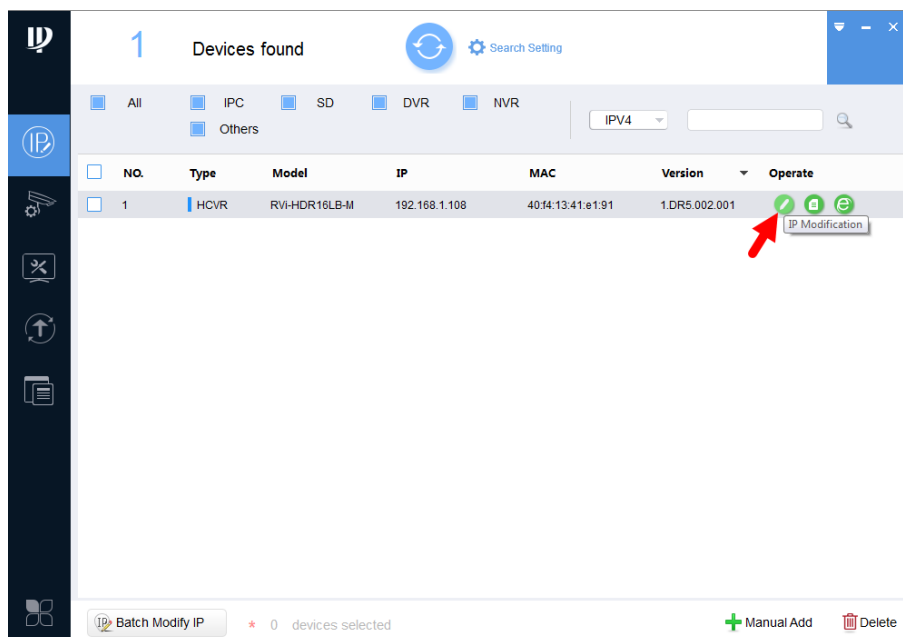 1 Devices found Search Setting
All IPC SD DVR NVR
Others
IPV4
NO. Type Model IP MAC Version Operate
1 HCVR RVi-HDR16LB-M 192.168.1.108 40:f4:13:41:e1:91 1.DR5.002.001
IP Modification
Batch Modify IP * 0 devices selected Manual Add Delete